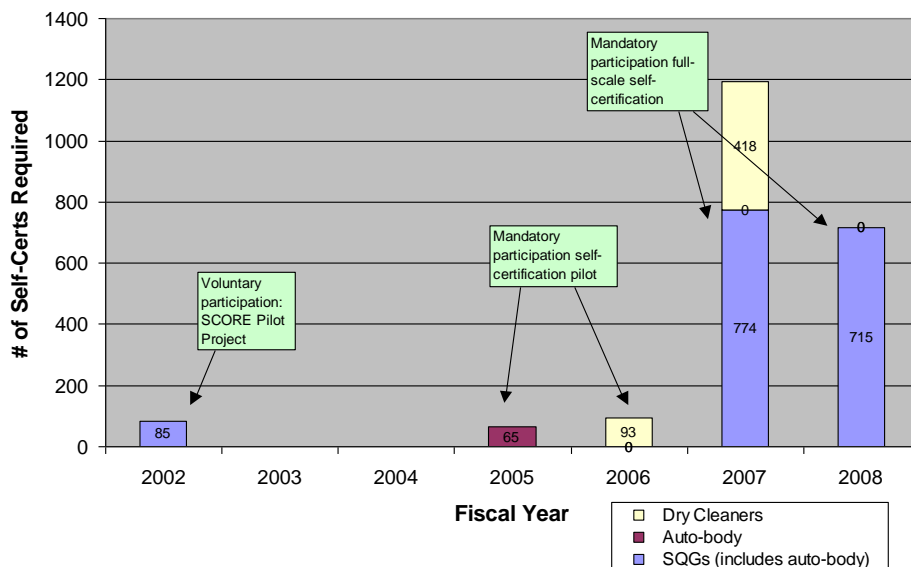 1400
1200
1000
800
600
400
200
0
# of Self-Certs Required
Voluntary
participation:
SCORE Pilot
Project
Mandatory
participation self-
certification pilot
Mandatory
participation full-
scale self-
certification
85
65
93
0
418
0
774
0
715
2002 2003 2004 2005 2006 2007 2008
Fiscal Year
Dry Cleaners
Auto-body
SQGs (includes auto-body)